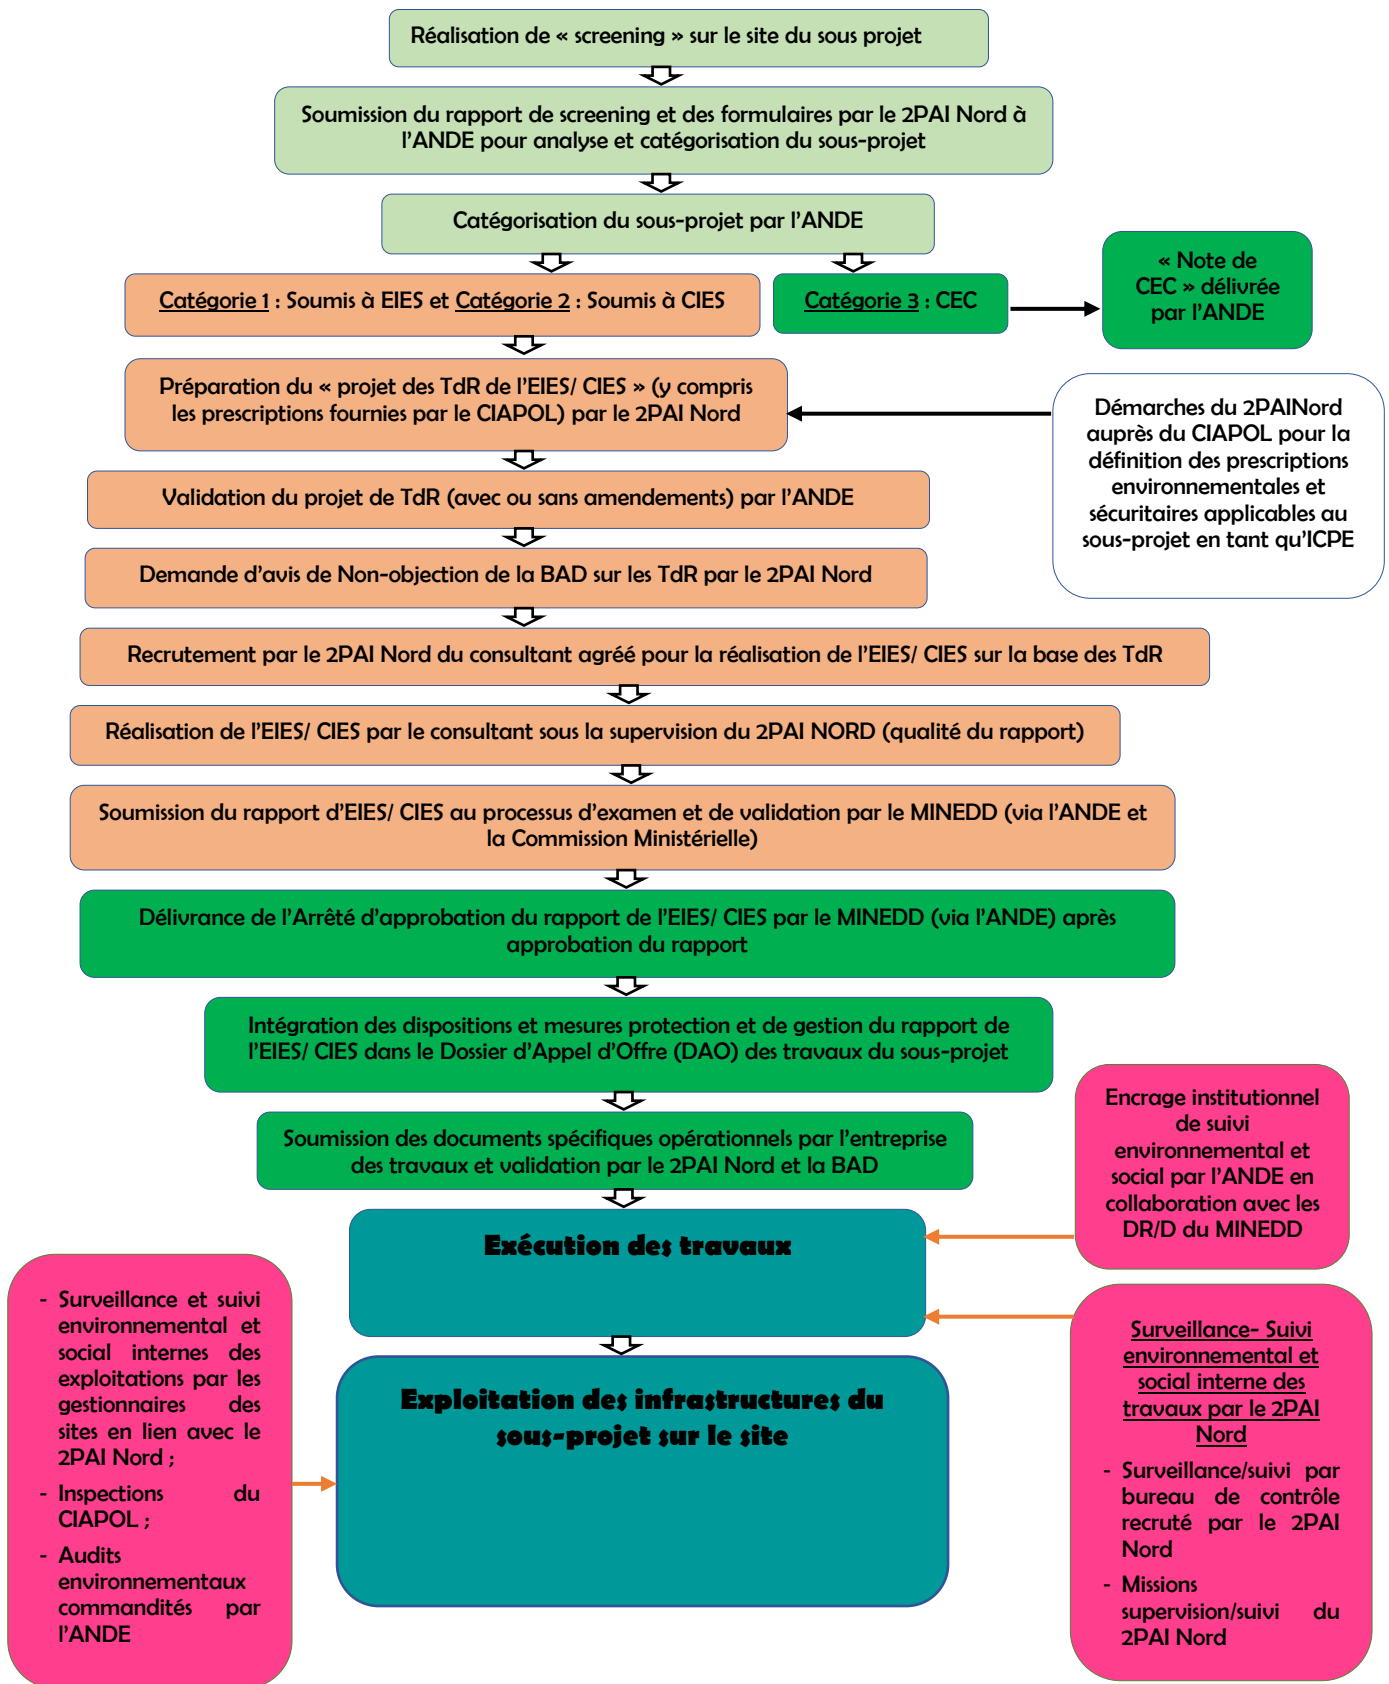 Réalisation de « screening » sur le site du sous projet
Soumission du rapport de screening et des formulaires par le 2PAI Nord à
l'ANDE pour analyse et catégorisation du sous-projet
Catégorisation du sous-projet par l'ANDE
Catégorie 1 : Soumis à EIES et Catégorie 2 : Soumis à CIES
Catégorie 3 : CEC
« Note de
CEC » délivrée
par l'ANDE
Préparation du « projet des TdR de l'EIES/ CIES » (y compris
les prescriptions fournies par le CIAPOL) par le 2PAI Nord
Démarches du 2PAINord
auprès du CIAPOL pour la
définition des prescriptions
environnementales et
sécuritaires applicables au
sous-projet en tant qu'ICPE
Validation du projet de TdR (avec ou sans amendements) par l'ANDE
Demande d'avis de Non-objection de la BAD sur les TdR par le 2PAI Nord
Recrutement par le 2PAI Nord du consultant agréé pour la réalisation de l'EIES/ CIES sur la base des TdR
Réalisation de l'EIES/ CIES par le consultant sous la supervision du 2PAI NORD (qualité du rapport)
Soumission du rapport d'EIES/ CIES au processus d'examen et de validation par le MINEDD (via l'ANDE et
la Commission Ministérielle)
Délivrance de l'Arrêté d'approbation du rapport de l'EIES/ CIES par le MINEDD (via l'ANDE) après
approbation du rapport
Intégration des dispositions et mesures protection et de gestion du rapport de
l'EIES/ CIES dans le Dossier d'Appel d'Offre (DAO) des travaux du sous-projet
Soumission des documents spécifiques opérationnels par l'entreprise
des travaux et validation par le 2PAI Nord et la BAD
Encrage institutionnel
de suivi
environnemental et
social par l'ANDE en
collaboration avec les
DR/D du MINEDD
Exécution des travaux
- Surveillance et suivi
environnemental et
social internes des
exploitations par les
gestionnaires des
sites en lien avec le
2PAI Nord ;
- Inspections du
CIAPOL ;
- Audits
environnementaux
commandités par
l'ANDE
Exploitation des infrastructures du
sous-projet sur le site
Surveillance- Suivi
environnemental et
social interne des
travaux par le 2PAI
Nord
- Surveillance/suivi par
bureau de contrôle
recruté par le 2PAI
Nord
- Missions
supervision/suivi du
2PAI Nord